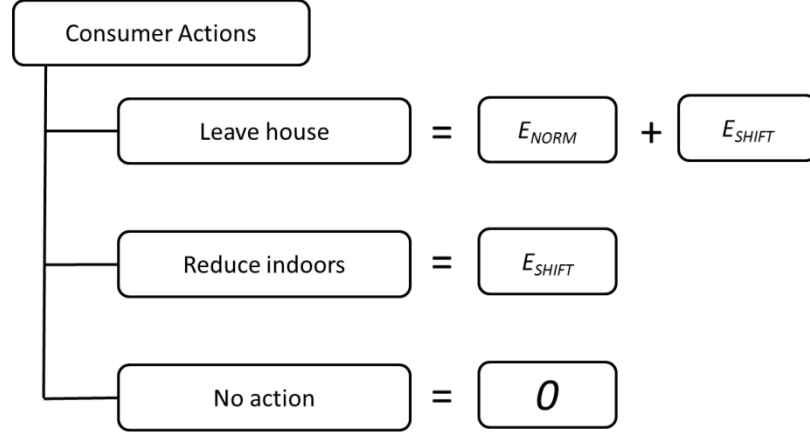 Consumer Actions
Leave house = E_NORM + E_SHIFT
Reduce indoors = E_SHIFT
No action = 0